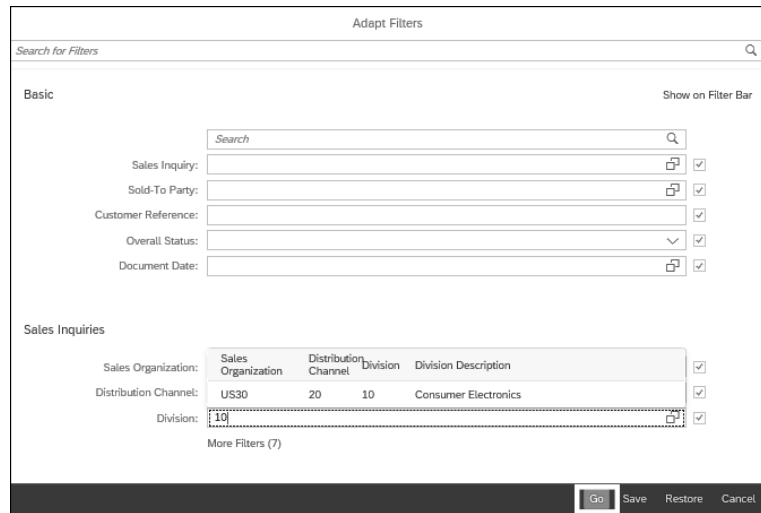 Adapt Filters
Search for Filters
Basic
Show on Filter Bar
Search
Sales Inquiry:
Sold-To Party:
Customer Reference:
Overall Status:
Document Date:
Sales Inquiries
Sales Organization:
Sales Organization Distribution Channel Division Division Description
Distribution Channel:
US30 20 10 Consumer Electronics
Division:
10
More Filters (7)
Go Save Restore Cancel